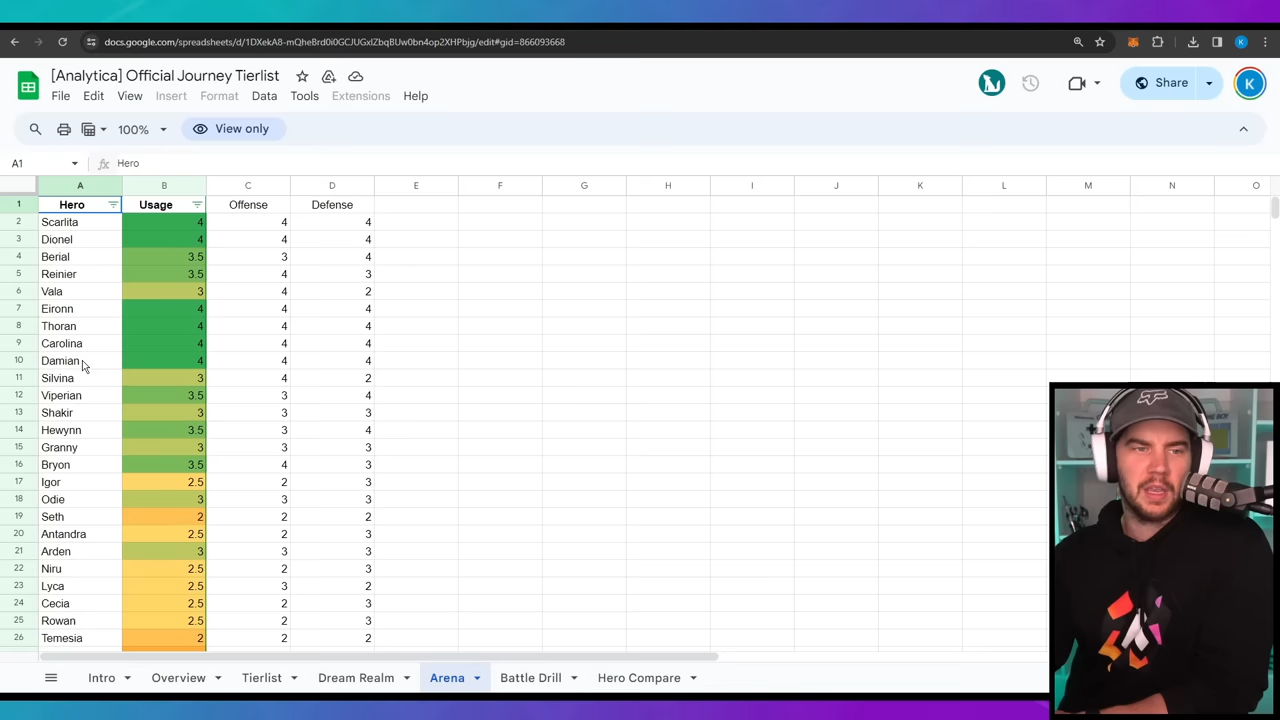 docs.google.com/spreadsheets/d/1DXekA8-mQheBrd0i0GCJUGxlZbqBUw0bn4op2XHPbjg/edit#gid=866093668
K
[Analytica] Official Journey Tierlist
Share
K
File Edit View Insert Format Data Tools Extensions Help
100% View only
A1 fx Hero
A B C D E F G H I J K L M N O
1 Hero Usage Offense Defense
2 Scarlita 4 4 4
3 Dionel 4 4 4
4 Berial 3.5 3 4
5 Reinier 3.5 4 3
6 Vala 3 4 2
7 Eironn 4 4 4
8 Thoran 4 4 4
9 Carolina 4 4 4
10 Damian 4 4 4
11 Silvina 3 4 2
12 Viperian 3.5 3 4
13 Shakir 3 3 3
14 Hewynn 3.5 3 4
15 Granny 3 3 3
16 Bryon 3.5 4 3
17 Igor 2.5 2 3
18 Odie 3 3 3
19 Seth 2 2 2
20 Antandra 2.5 2 3
21 Arden 3 3 3
22 Niru 2.5 2 3
23 Lyca 2.5 3 2
24 Cecia 2.5 2 3
25 Rowan 2.5 2 3
26 Temesia 2 2 2
Intro Overview Tierlist Dream Realm Arena Battle Drill Hero Compare